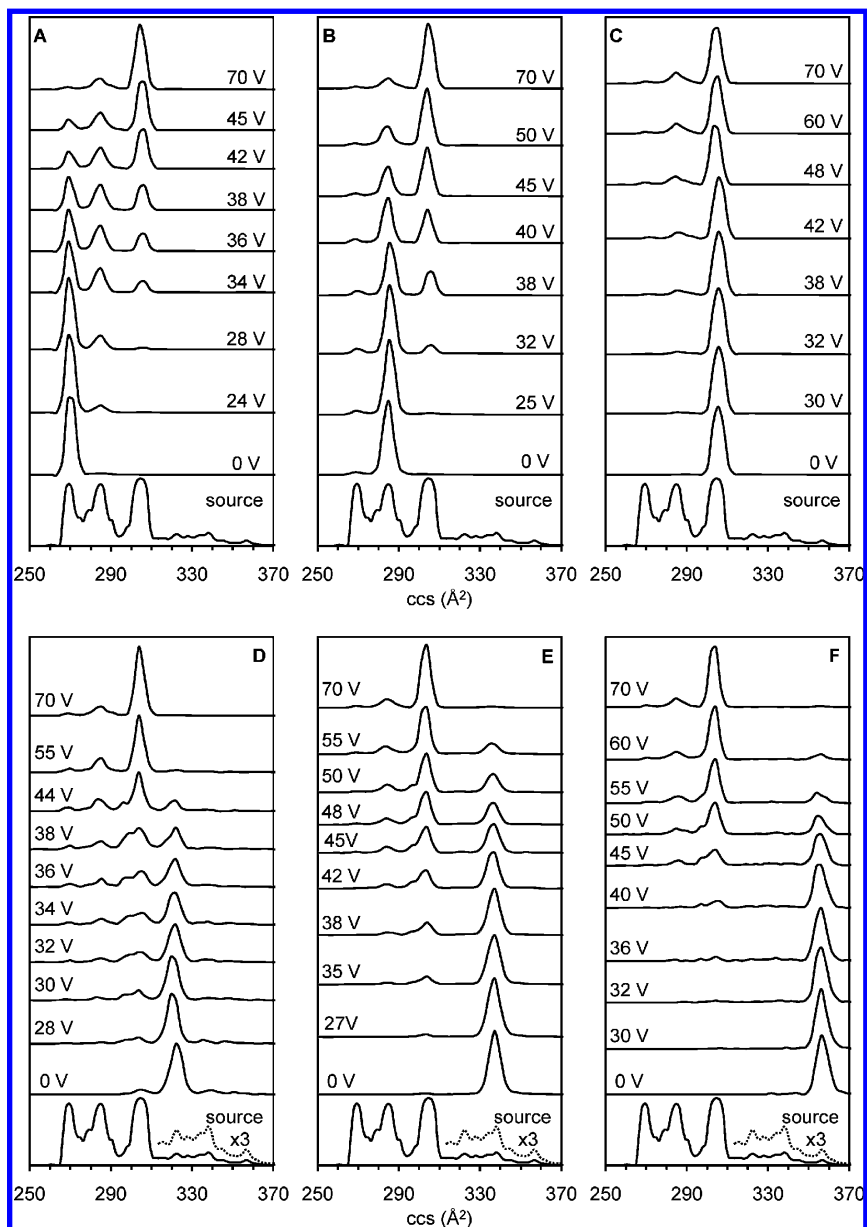 A
70 V
45 V
42 V
38 V
36 V
34 V
28 V
24 V
0 V
source
250 290 330 370
B
70 V
50 V
45 V
40 V
38 V
32 V
25 V
0 V
source
250 290 330 370
ccs (Å²)
C
70 V
60 V
48 V
42 V
38 V
32 V
30 V
0 V
source
250 290 330 370
D
70 V
55 V
44 V
38 V
36 V
34 V
32 V
30 V
28 V
0 V
source
x3
250 290 330 370
E
70 V
55 V
50 V
48 V
45V
42 V
38 V
35 V
27V
0 V
source
x3
250 290 330 370
ccs (Å²)
F
70 V
60 V
55 V
50 V
45 V
40 V
36 V
32 V
30 V
0 V
source
x3
250 290 330 370